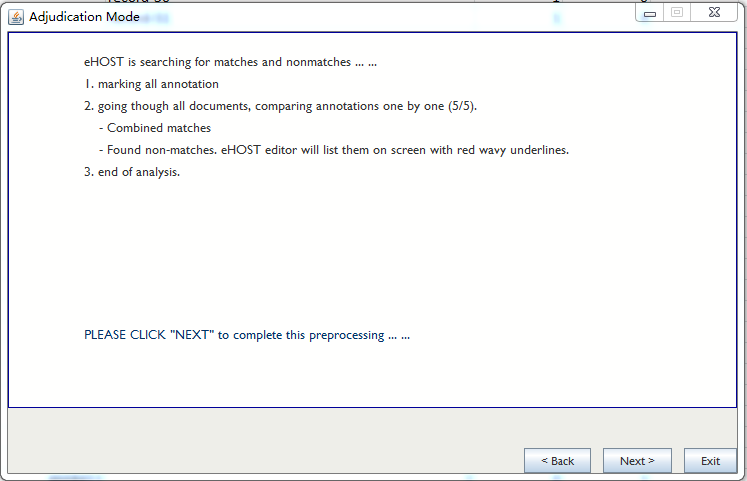 Adjudication Mode
eHOST is searching for matches and nonmatches ... ...
1. marking all annotation
2. going though all documents, comparing annotations one by one (5/5).
- Combined matches
- Found non-matches. eHOST editor will list them on screen with red wavy underlines.
3. end of analysis.
PLEASE CLICK "NEXT" to complete this preprocessing ... ...
< Back Next > Exit